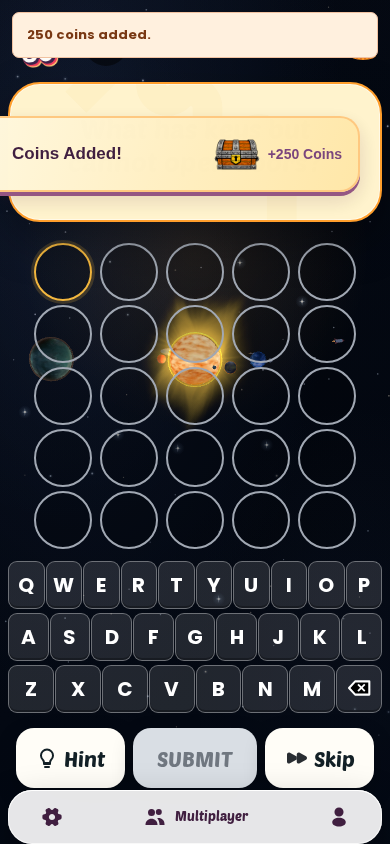 250 coins added.
Coins Added!
+250 Coins
Q W E R T Y U I O P
A S D F G H J K L
Z X C V B N M
Hint SUBMIT Skip
Multiplayer